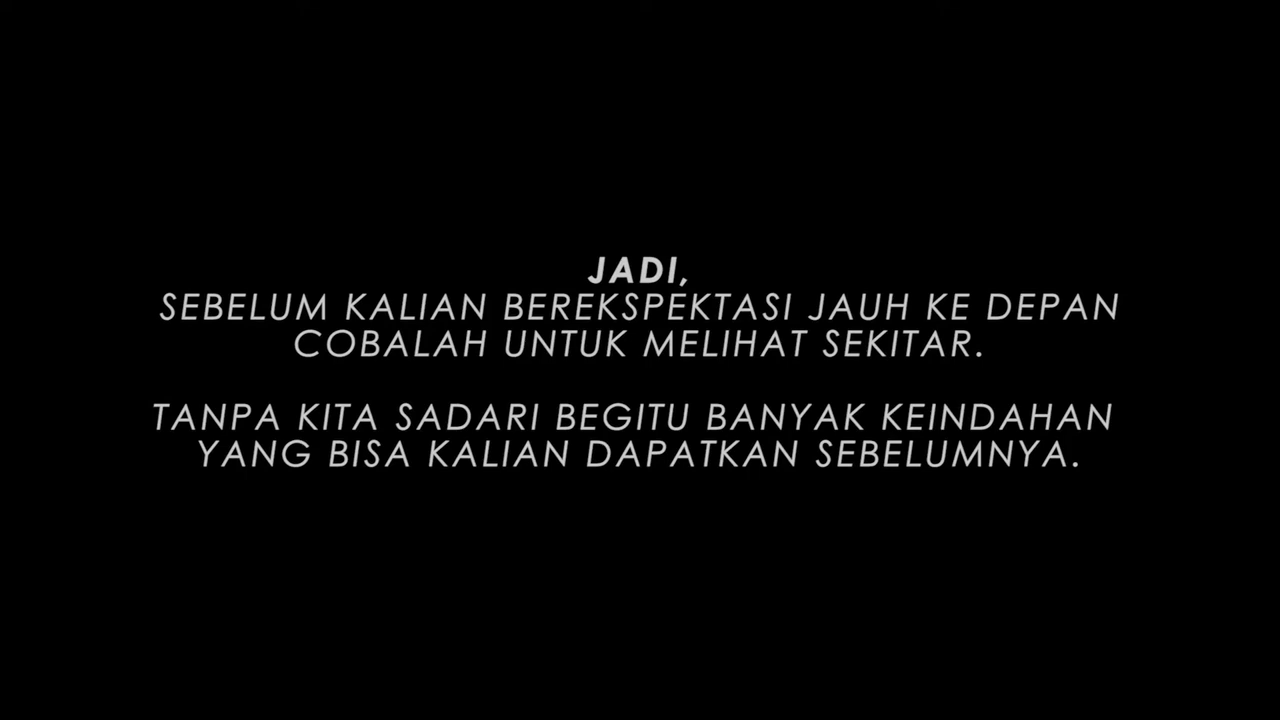 JADI,
SEBELUM KALIAN BEREKSPEKTASI JAUH KE DEPAN
COBALAH UNTUK MELIHAT SEKITAR.
TANPA KITA SADARI BEGITU BANYAK KEINDAHAN
YANG BISA KALIAN DAPATKAN SEBELUMNYA.